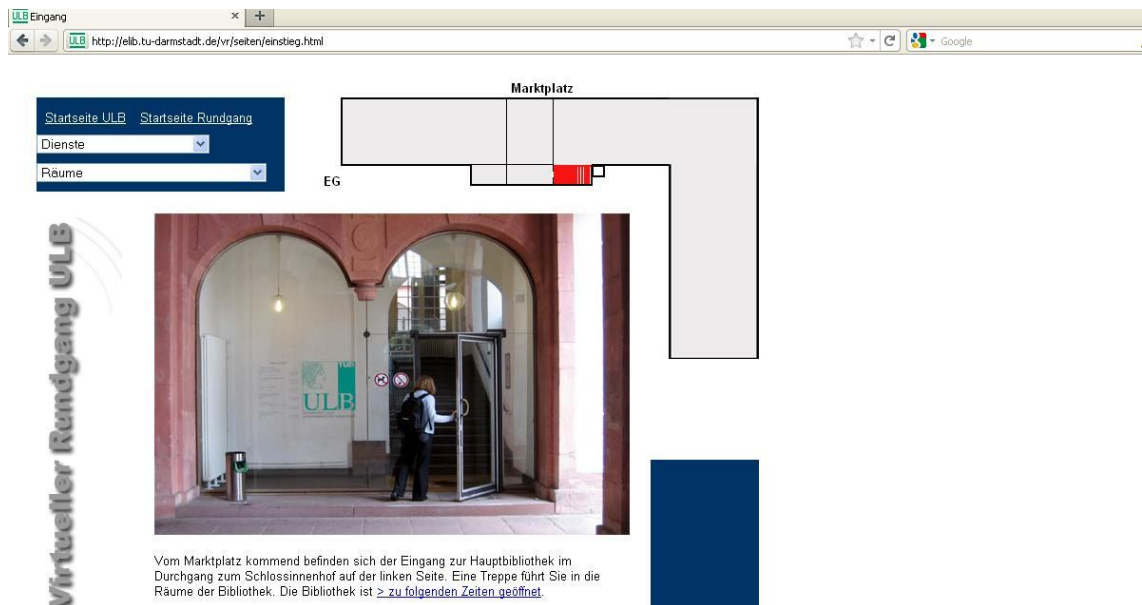 ULB Eingang
ULB http://elib.tu-darmstadt.de/vr/seiten/einstieg.html
Google
Marktplatz
Startseite ULB Startseite Rundgang
Dienste
Räume
EG
Virtueller Rundgang ULB
TUD
ULB
Vom Marktplatz kommend befinden sich der Eingang zur Hauptbibliothek im
Durchgang zum Schlossinnenhof auf der linken Seite. Eine Treppe führt Sie in die
Räume der Bibliothek. Die Bibliothek ist > zu folgenden Zeiten geöffnet.